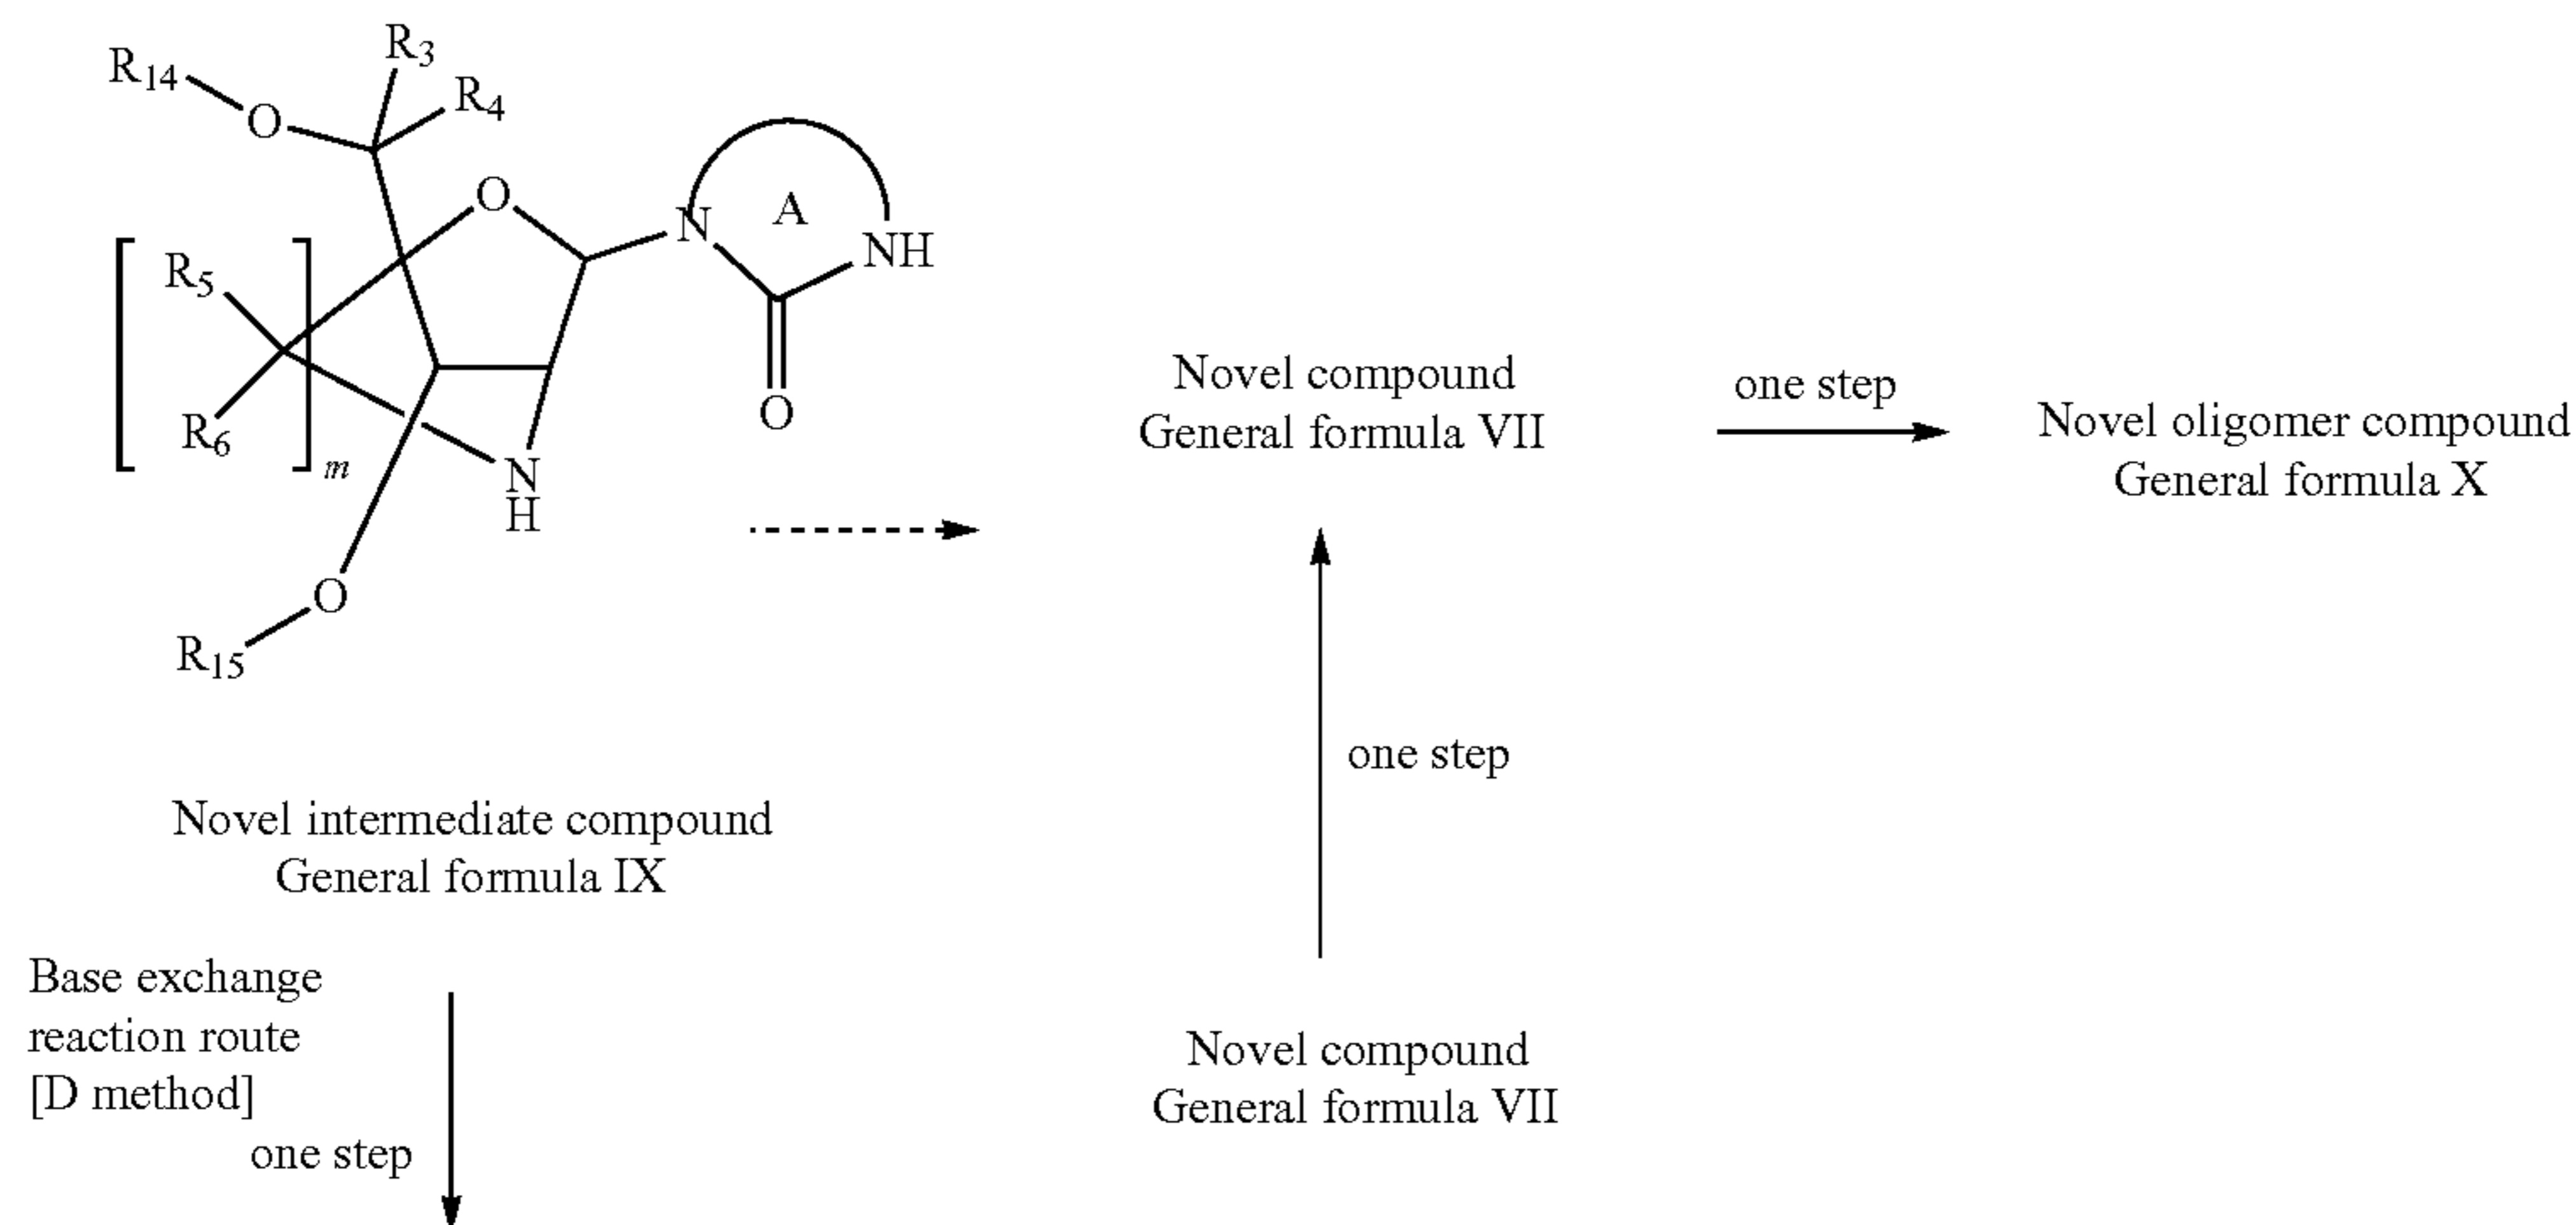 R3
R14
R4
O
O
A
N
NH
R5
O
R6
m
N
H
O
R15
Novel compound
General formula VII
one step
Novel oligomer compound
General formula X
one step
Novel intermediate compound
General formula IX
Base exchange
reaction route
[D method]
one step
Novel compound
General formula VII